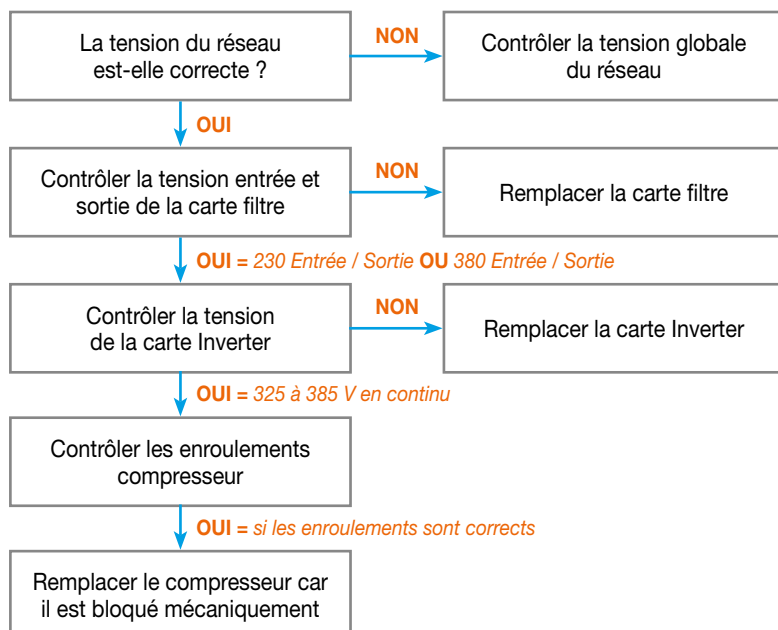 La tension du réseau
est-elle correcte ?
NON
Contrôler la tension globale
du réseau
OUI
Contrôler la tension entrée et
sortie de la carte filtre
NON
Remplacer la carte filtre
OUI = 230 Entrée / Sortie OU 380 Entrée / Sortie
Contrôler la tension
de la carte Inverter
NON
Remplacer la carte Inverter
OUI = 325 à 385 V en continu
Contrôler les enroulements
compresseur
OUI = si les enroulements sont corrects
Remplacer le compresseur car
il est bloqué mécaniquement